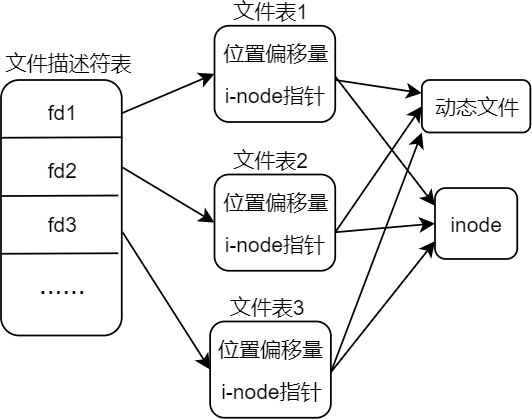 文件描述符表
fd1
fd2
fd3
……
文件表1
位置偏移量
i-node指针
文件表2
位置偏移量
i-node指针
文件表3
位置偏移量
i-node指针
动态文件
inode